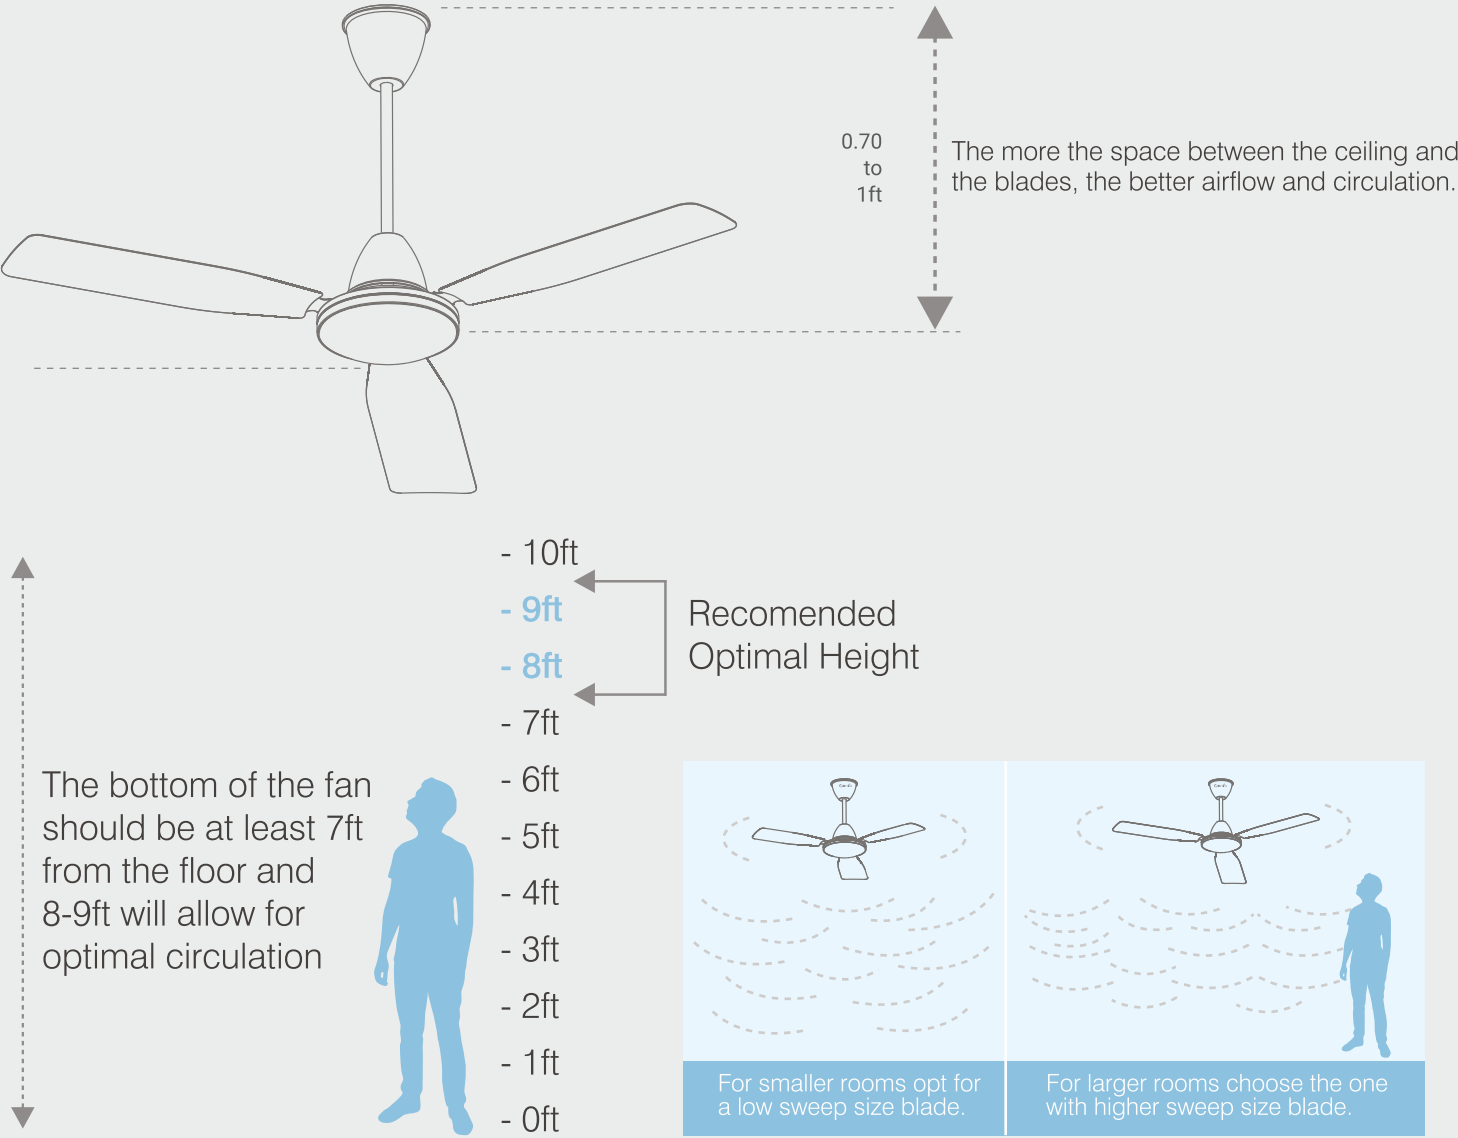 0.70
to
1ft
The more the space between the ceiling and
the blades, the better airflow and circulation.
- 10ft
- 9ft
- 8ft
- 7ft
- 6ft
- 5ft
- 4ft
- 3ft
- 2ft
- 1ft
- 0ft
Recomended
Optimal Height
The bottom of the fan
should be at least 7ft
from the floor and
8-9ft will allow for
optimal circulation
For smaller rooms opt for
a low sweep size blade.
For larger rooms choose the one
with higher sweep size blade.